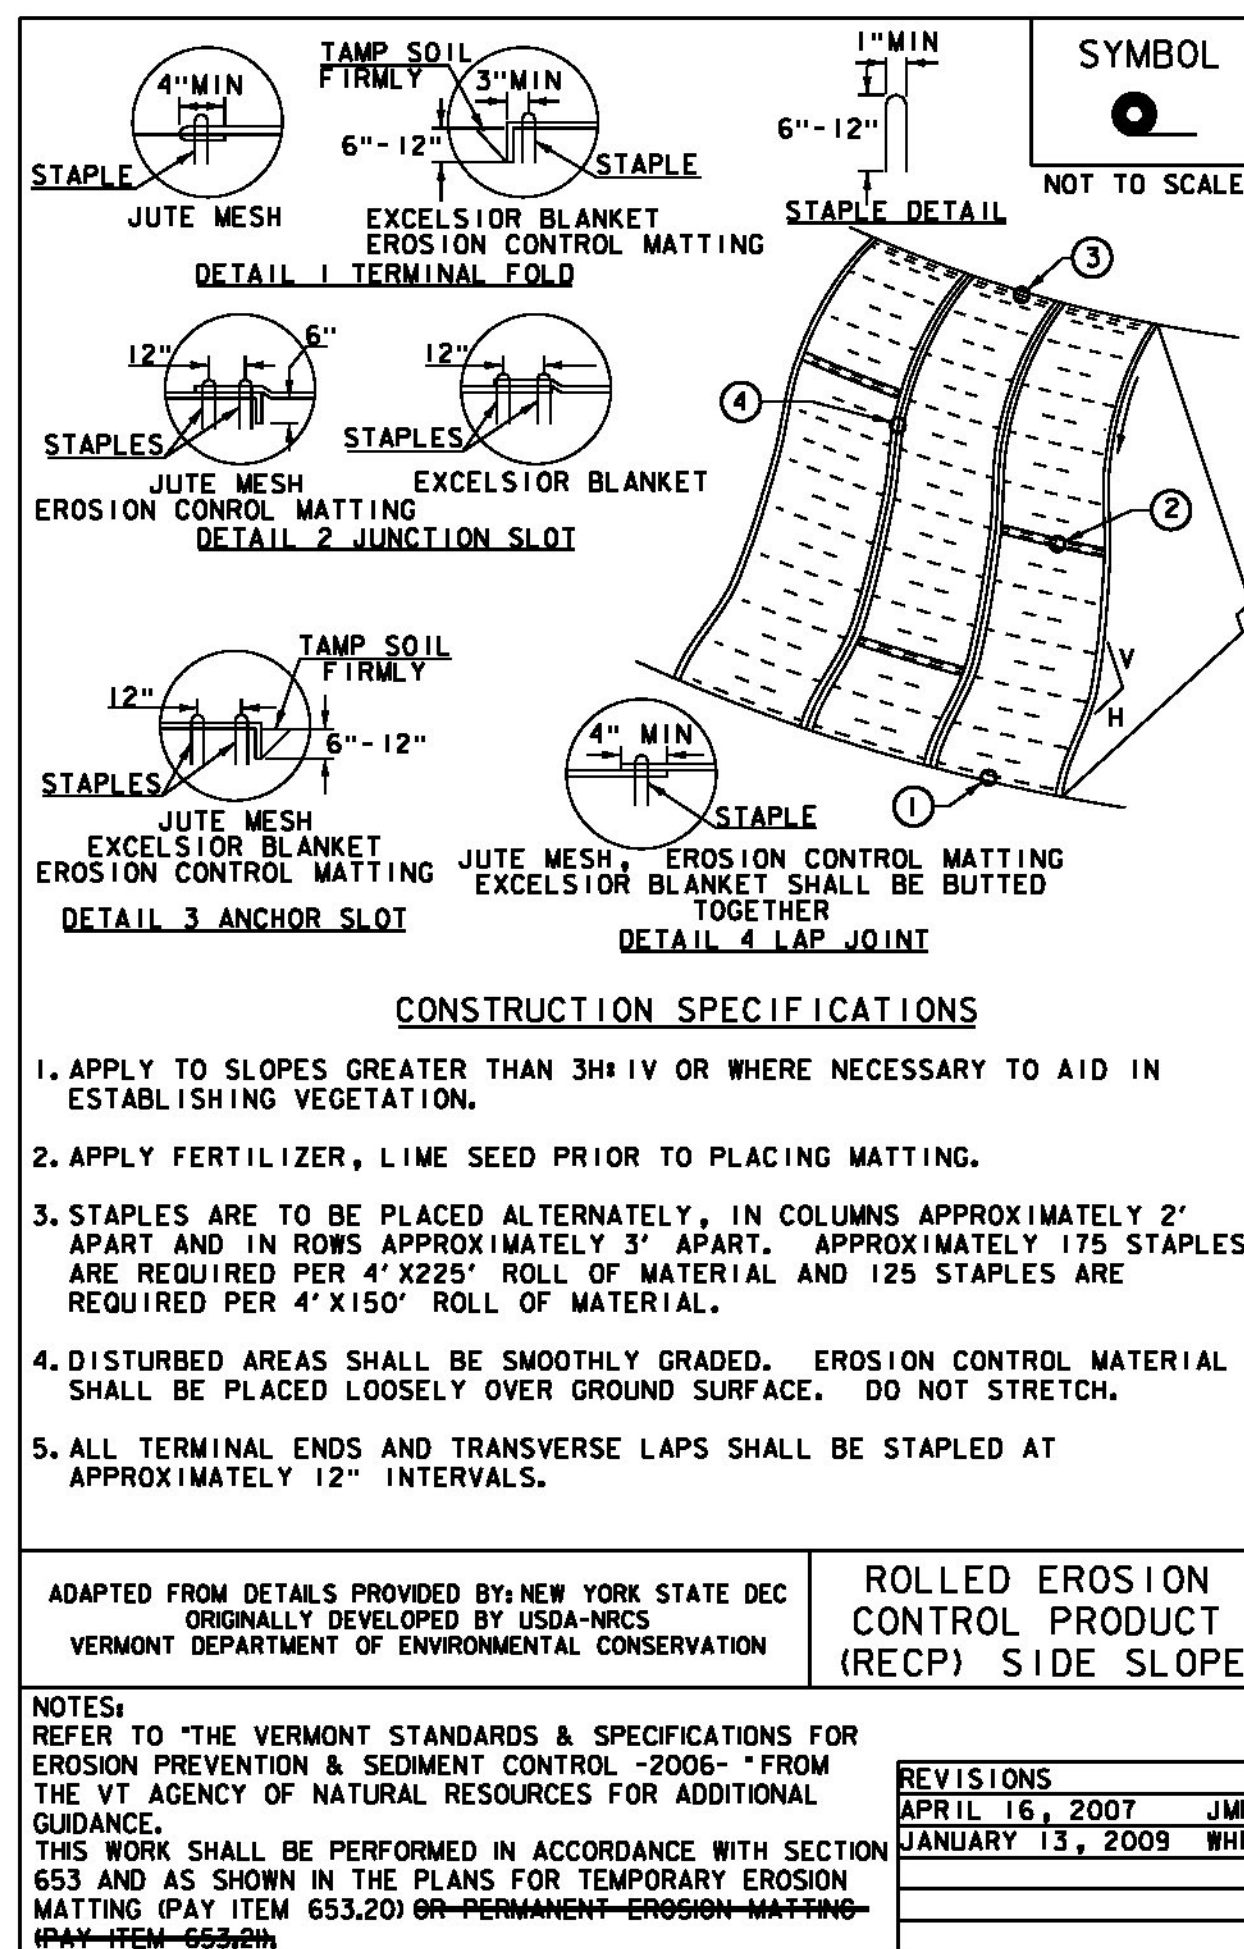 4"MIN
STAPLE
JUTE MESH
TAMP SOIL
FIRMLY
3"MIN
6"-12"
STAPLE
EXCELSIOR BLANKET
EROSION CONTROL MATTING
DETAIL 1 TERMINAL FOLD
1"MIN
6"-12"
STAPLE DETAIL
SYMBOL
NOT TO SCALE
12"
6"
STAPLES
JUTE MESH
EROSION CONROL MATTING
12"
STAPLES
EXCELSIOR BLANKET
DETAIL 2 JUNCTION SLOT
3
4
2
1
V
H
TAMP SOIL
FIRMLY
12"
6"-12"
STAPLES
JUTE MESH
EXCELSIOR BLANKET
EROSION CONTROL MATTING
DETAIL 3 ANCHOR SLOT
4" MIN
STAPLE
JUTE MESH, EROSION CONTROL MATTING
EXCELSIOR BLANKET SHALL BE BUTTED
TOGETHER
DETAIL 4 LAP JOINT
CONSTRUCTION SPECIFICATIONS
1. APPLY TO SLOPES GREATER THAN 3H:1V OR WHERE NECESSARY TO AID IN
ESTABLISHING VEGETATION.
2. APPLY FERTILIZER, LIME SEED PRIOR TO PLACING MATTING.
3. STAPLES ARE TO BE PLACED ALTERNATELY, IN COLUMNS APPROXIMATELY 2'
APART AND IN ROWS APPROXIMATELY 3' APART. APPROXIMATELY 175 STAPLES
ARE REQUIRED PER 4'X225' ROLL OF MATERIAL AND 125 STAPLES ARE
REQUIRED PER 4'X150' ROLL OF MATERIAL.
4. DISTURBED AREAS SHALL BE SMOOTHLY GRADED. EROSION CONTROL MATERIAL
SHALL BE PLACED LOOSELY OVER GROUND SURFACE. DO NOT STRETCH.
5. ALL TERMINAL ENDS AND TRANSVERSE LAPS SHALL BE STAPLED AT
APPROXIMATELY 12" INTERVALS.
ADAPTED FROM DETAILS PROVIDED BY: NEW YORK STATE DEC
ORIGINALLY DEVELOPED BY USDA-NRCS
VERMONT DEPARTMENT OF ENVIRONMENTAL CONSERVATION
ROLLED EROSION
CONTROL PRODUCT
(RECP) SIDE SLOPE
NOTES:
REFER TO "THE VERMONT STANDARDS & SPECIFICATIONS FOR
EROSION PREVENTION & SEDIMENT CONTROL -2006- " FROM
THE VT AGENCY OF NATURAL RESOURCES FOR ADDITIONAL
GUIDANCE.
THIS WORK SHALL BE PERFORMED IN ACCORDANCE WITH SECTION
653 AND AS SHOWN IN THE PLANS FOR TEMPORARY EROSION
MATTING (PAY ITEM 653.20) OR PERMANENT EROSION MATTING
(PAY ITEM 653.21).
REVISIONS
APRIL 16, 2007
JANUARY 13, 2009